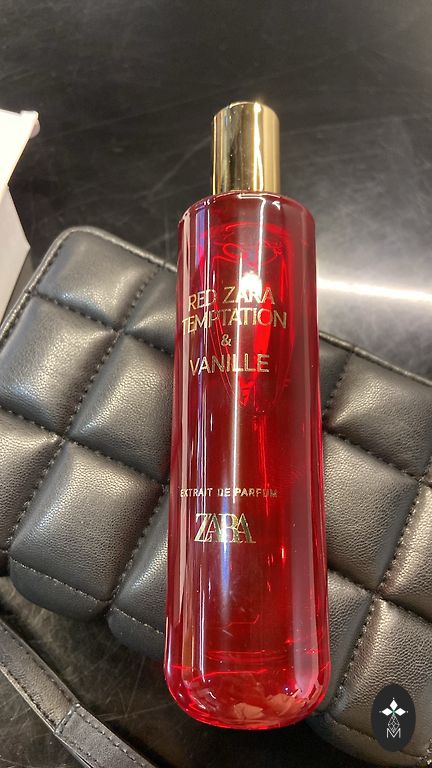 RED ZARA
TEMPTATION
&
VANILLE
EXTRAIT DE PARFUM
ZARA
M